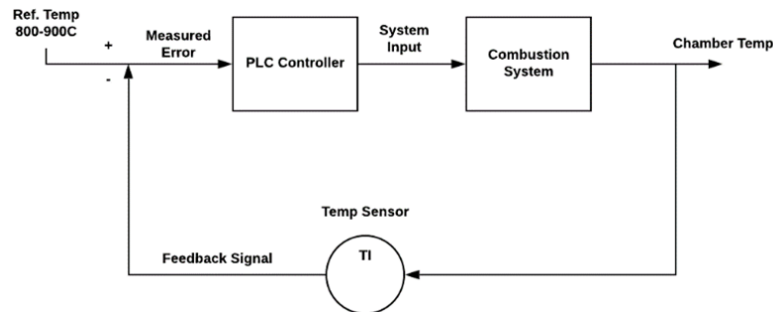 Ref. Temp
800-900C
+
-
Measured
Error
PLC Controller
System
Input
Combustion
System
Chamber Temp
Temp Sensor
TI
Feedback Signal